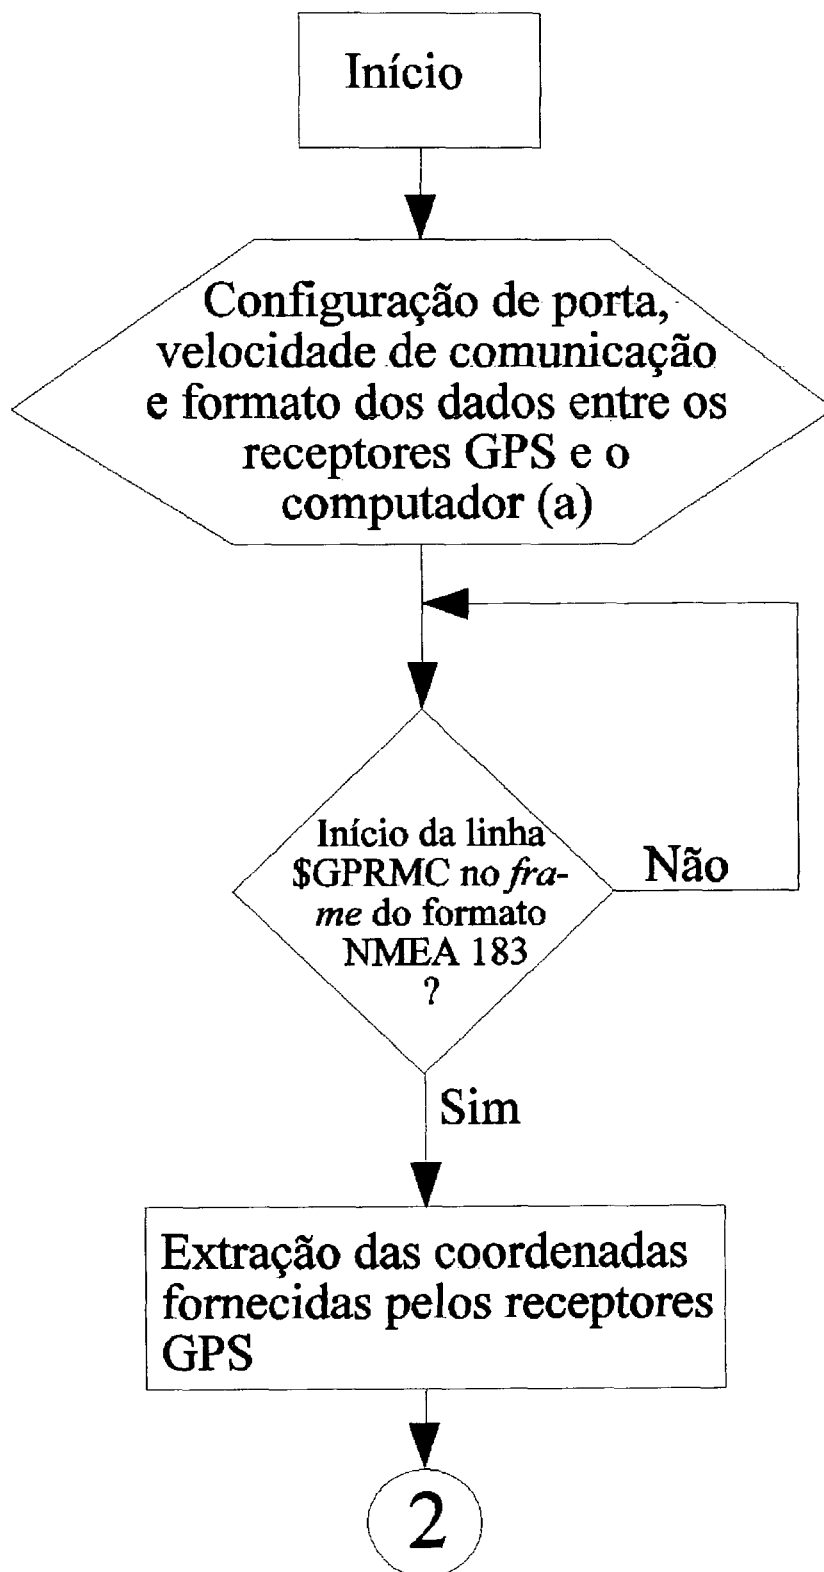 Início
Configuração de porta,
velocidade de comunicação
e formato dos dados entre os
receptores GPS e o
computador (a)
Início da linha
$GPRMC no fra-
me do formato
NMEA 183
?
Não
Sim
Extração das coordenadas
fornecidas pelos receptores
GPS
2